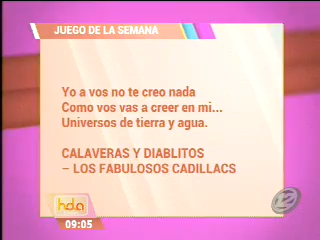 JUEGO DE LA SEMANA
Yo a vos no te creo nada
Como vos vas a creer en mi...
Universos de tierra y agua.
CALAVERAS Y DIABLITOS
– LOS FABULOSOS CADILLACS
hda
09:05
12